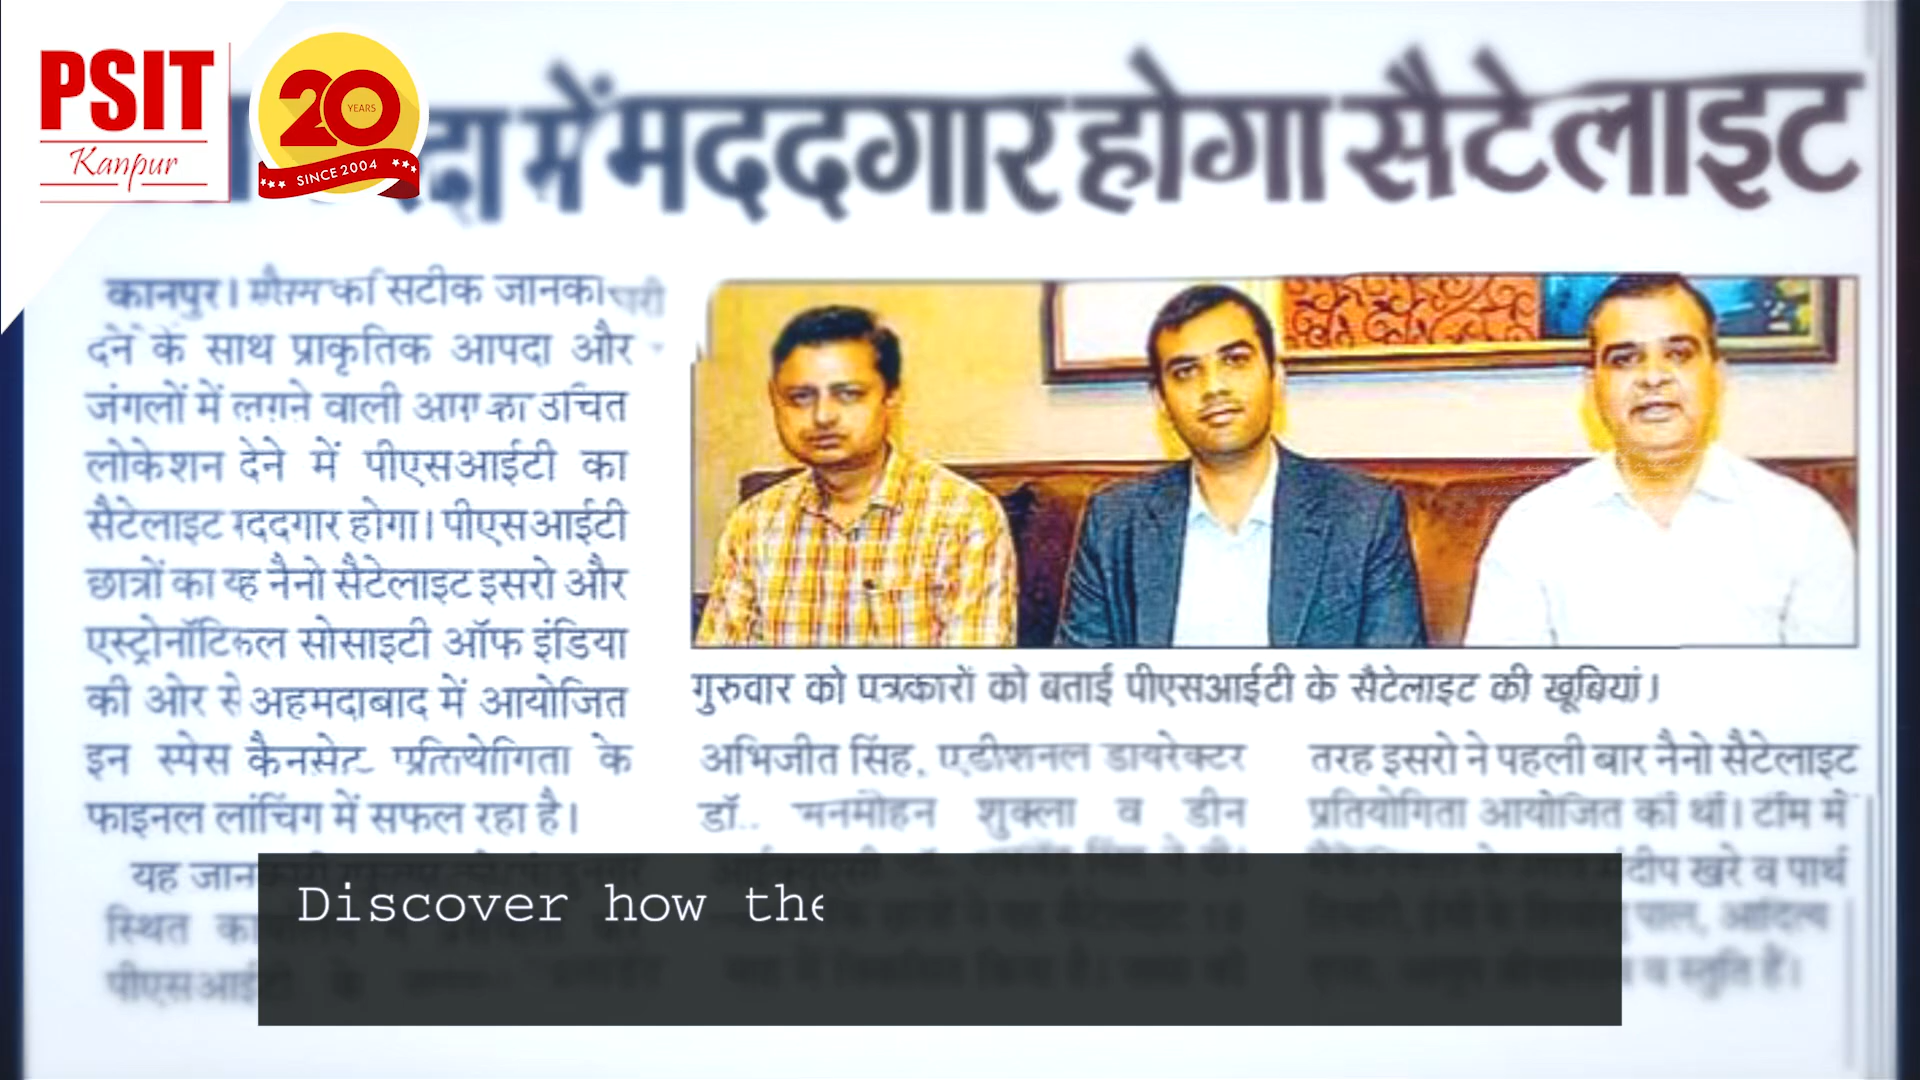 PSIT
Kanpur
20
YEARS
SINCE 2004
में मददगार होगा सैटेलाइट
कानपुर। मौसम की सटीक
देने के साथ प्राकृतिक आपदा और
जंगलों में लगने वाली आग का उचित
लोकेशन देने में पीएसआईटी का
सैटेलाइट होगा। पीएसआईटी
छात्रों का यह नैनो सैटेलाइट इसरो और
एस्ट्रोनॉटिकल सोसाइटी ऑफ इंडिया
की ओर से अहमदाबाद में आयोजित
इन स्पेस कैनसेट प्रतियोगिता के
फाइनल लांचिंग में सफल रहा है।
यह
स्थित
गुरुवार को पत्रकारों को बताई पीएसआईटी के सैटेलाइट की खूबियां।
अभिजीत सिंह, एडीशनल डायरेक्टर
डॉ. मनमोहन शुक्ला व डीन
तरह इसरो ने पहली बार नैनो सैटेलाइट
प्रतियोगिता आयोजित की थी। टीम में
खरे व पार्थ
पाल, आदित्य
व स्तुति हैं।
Discover how the